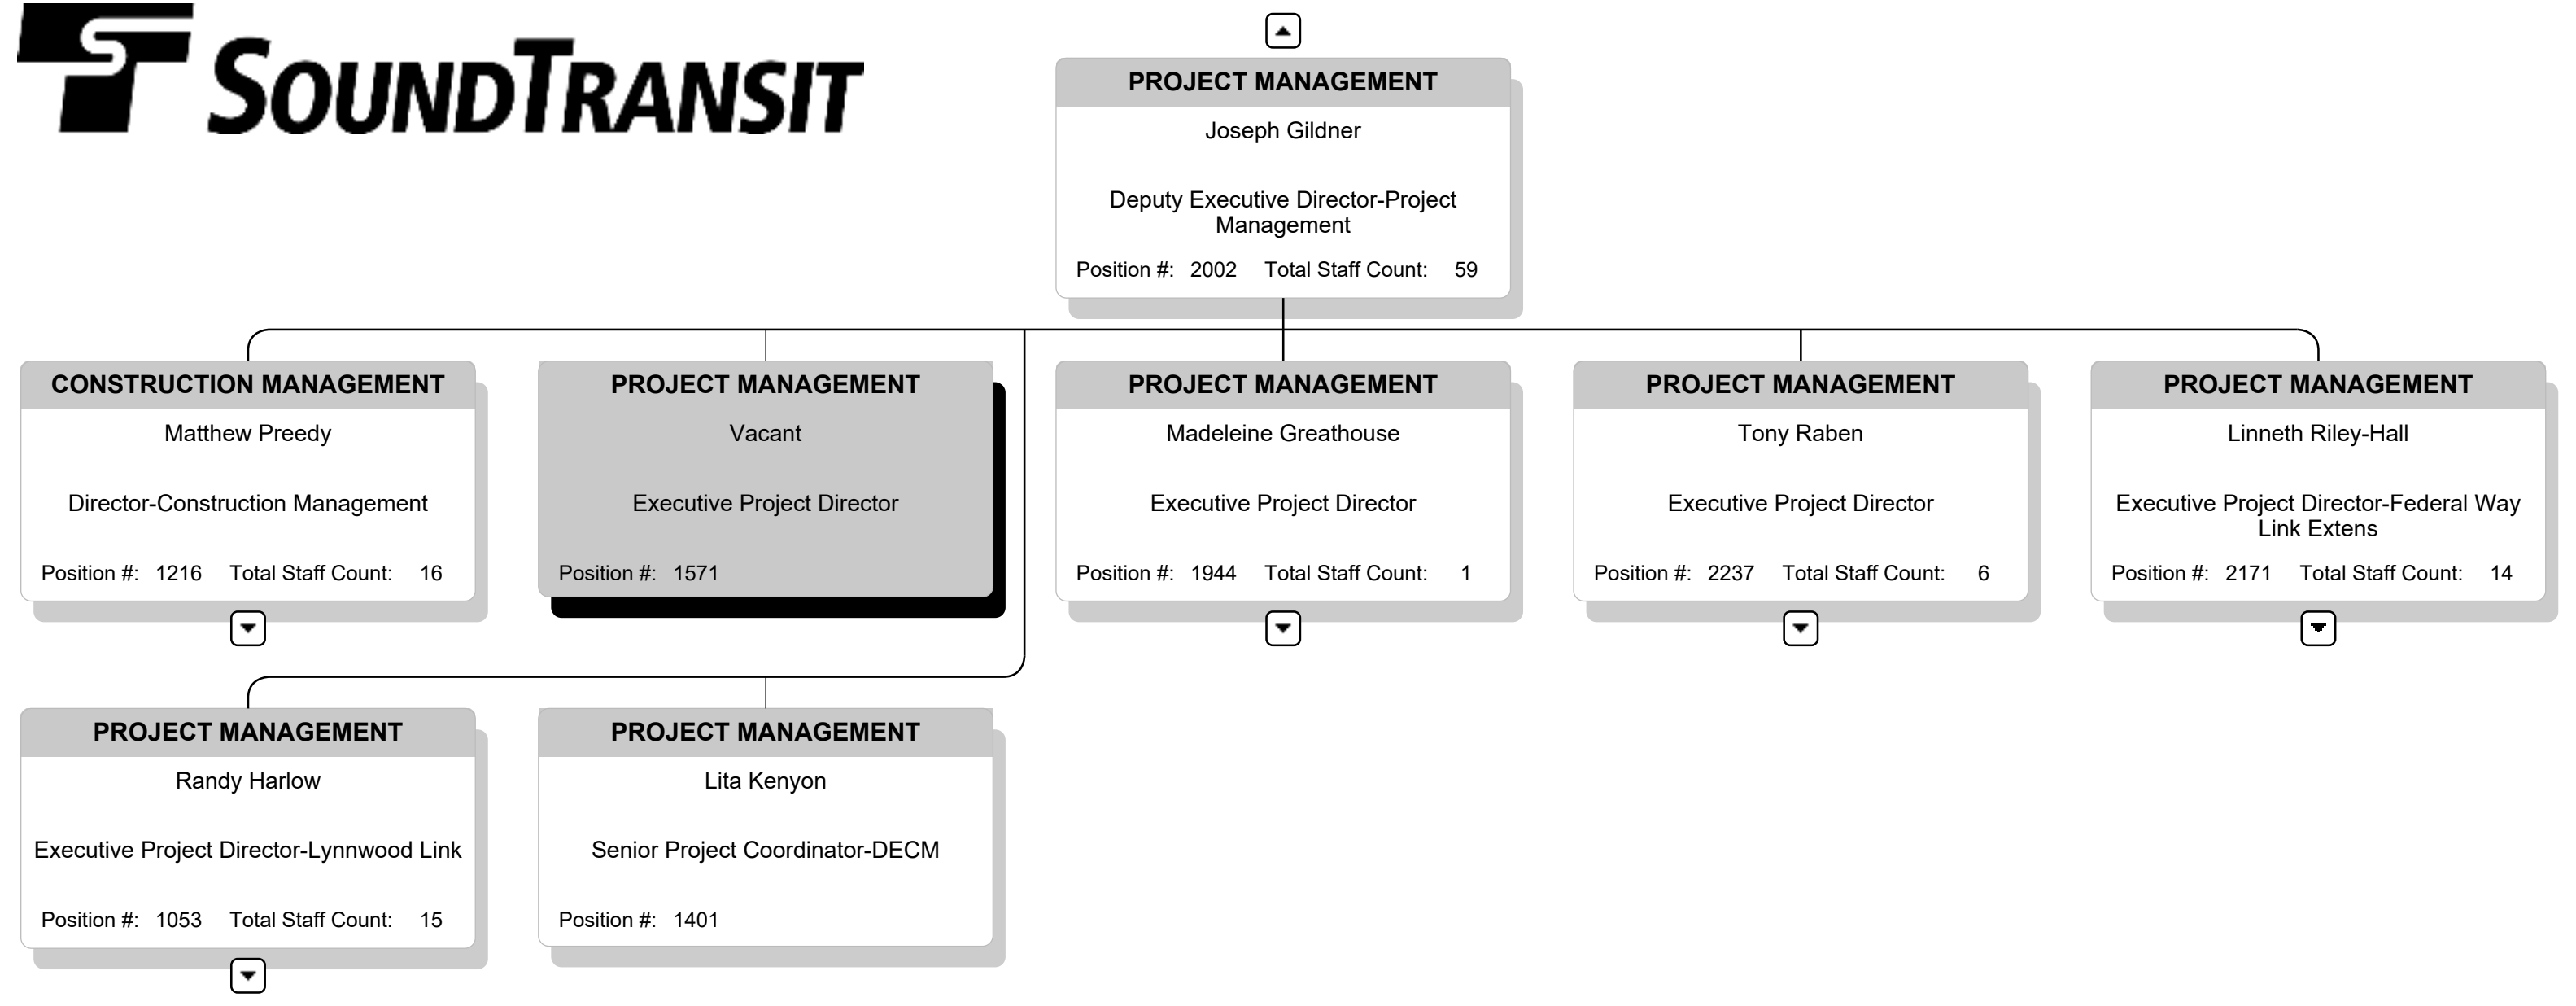 SOUNDTRANSIT
PROJECT MANAGEMENT
Joseph Gildner
Deputy Executive Director-Project
Management
Position #: 2002 Total Staff Count: 59
CONSTRUCTION MANAGEMENT
Matthew Preedy
Director-Construction Management
Position #: 1216 Total Staff Count: 16
PROJECT MANAGEMENT
Vacant
Executive Project Director
Position #: 1571
PROJECT MANAGEMENT
Madeleine Greathouse
Executive Project Director
Position #: 1944 Total Staff Count: 1
PROJECT MANAGEMENT
Tony Raben
Executive Project Director
Position #: 2237 Total Staff Count: 6
PROJECT MANAGEMENT
Linneth Riley-Hall
Executive Project Director-Federal Way
Link Extens
Position #: 2171 Total Staff Count: 14
PROJECT MANAGEMENT
Randy Harlow
Executive Project Director-Lynnwood Link
Position #: 1053 Total Staff Count: 15
PROJECT MANAGEMENT
Lita Kenyon
Senior Project Coordinator-DECM
Position #: 1401